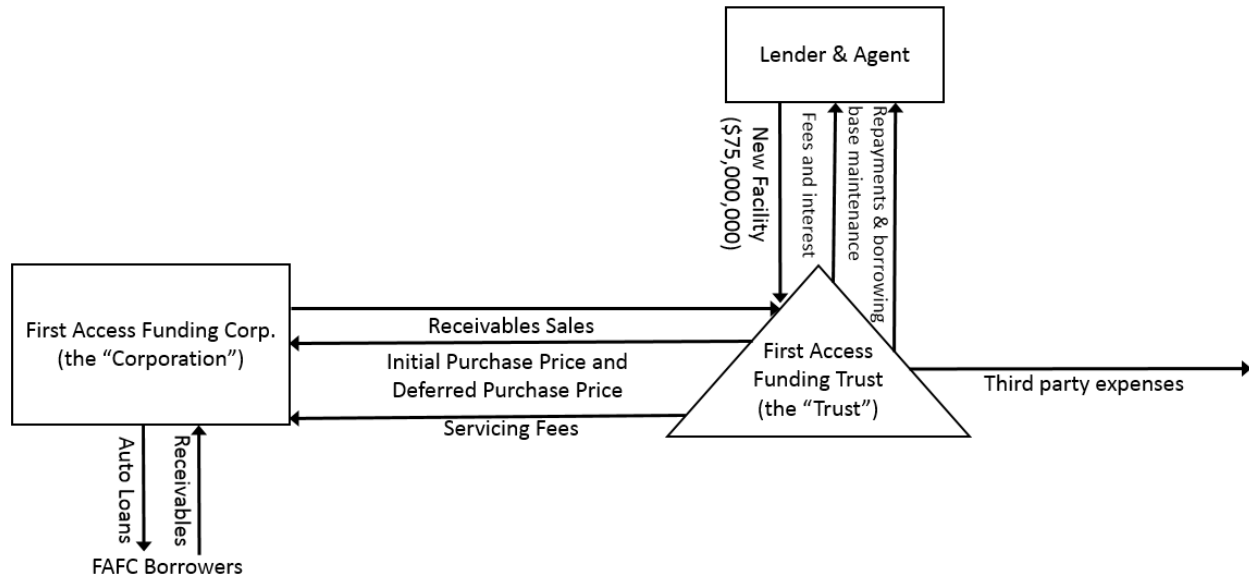 Lender & Agent
New Facility
($75,000,000)
Fees and interest
Repayments & borrowing
base maintenance
First Access Funding Corp.
(the “Corporation”)
Receivables Sales
Initial Purchase Price and
Deferred Purchase Price
Servicing Fees
First Access
Funding Trust
(the “Trust”)
Third party expenses
Auto Loans
Receivables
FAFC Borrowers